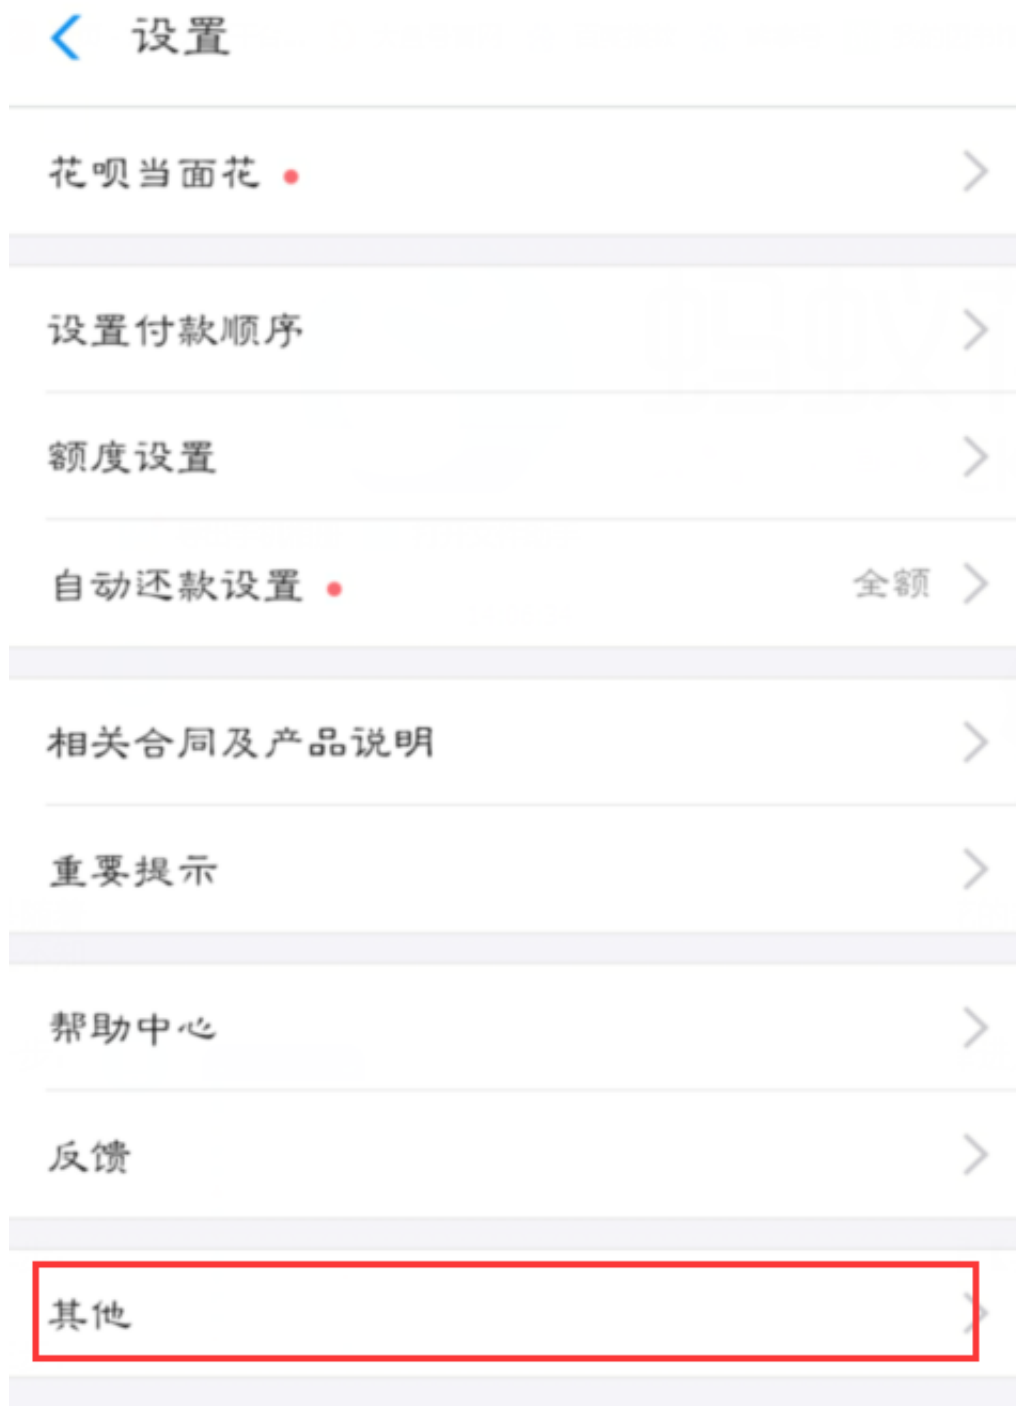 设置
花呗当面花
设置付款顺序
额度设置
自动还款设置 全额
相关合同及产品说明
重要提示
帮助中心
反馈
其他